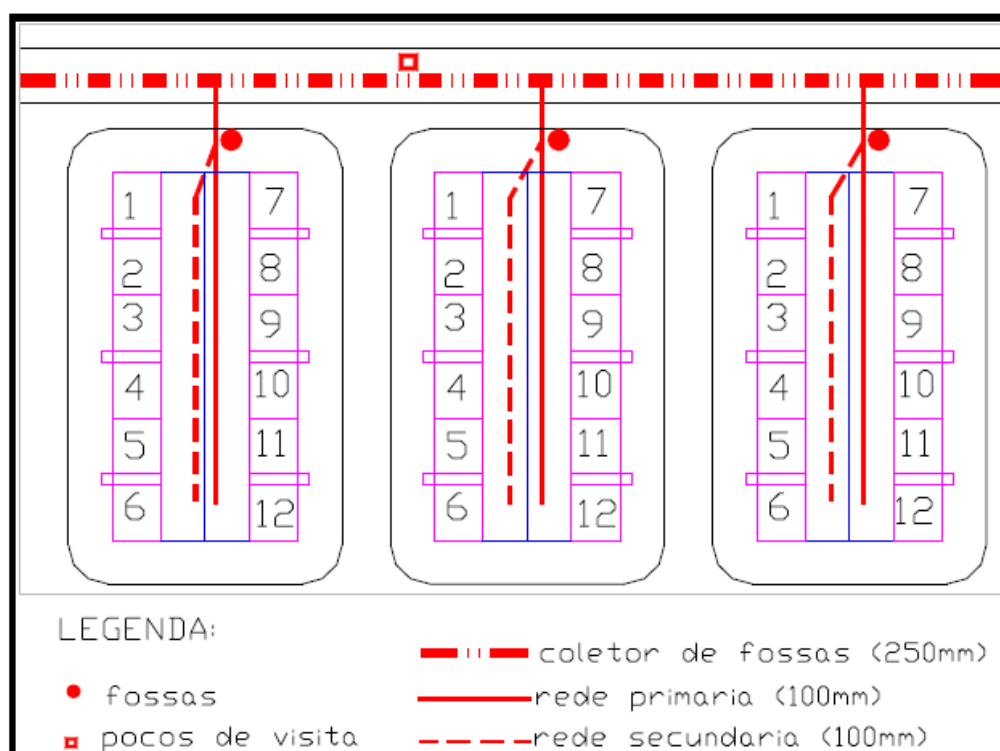 1 7 1 7 1 7
2 8 2 8 2 8
3 9 3 9 3 9
4 10 4 10 4 10
5 11 5 11 5 11
6 12 6 12 6 12
LEGENDA:
coletor de fossas (250mm)
fossas
rede primaria (100mm)
pocos de visita
rede secundaria (100mm)